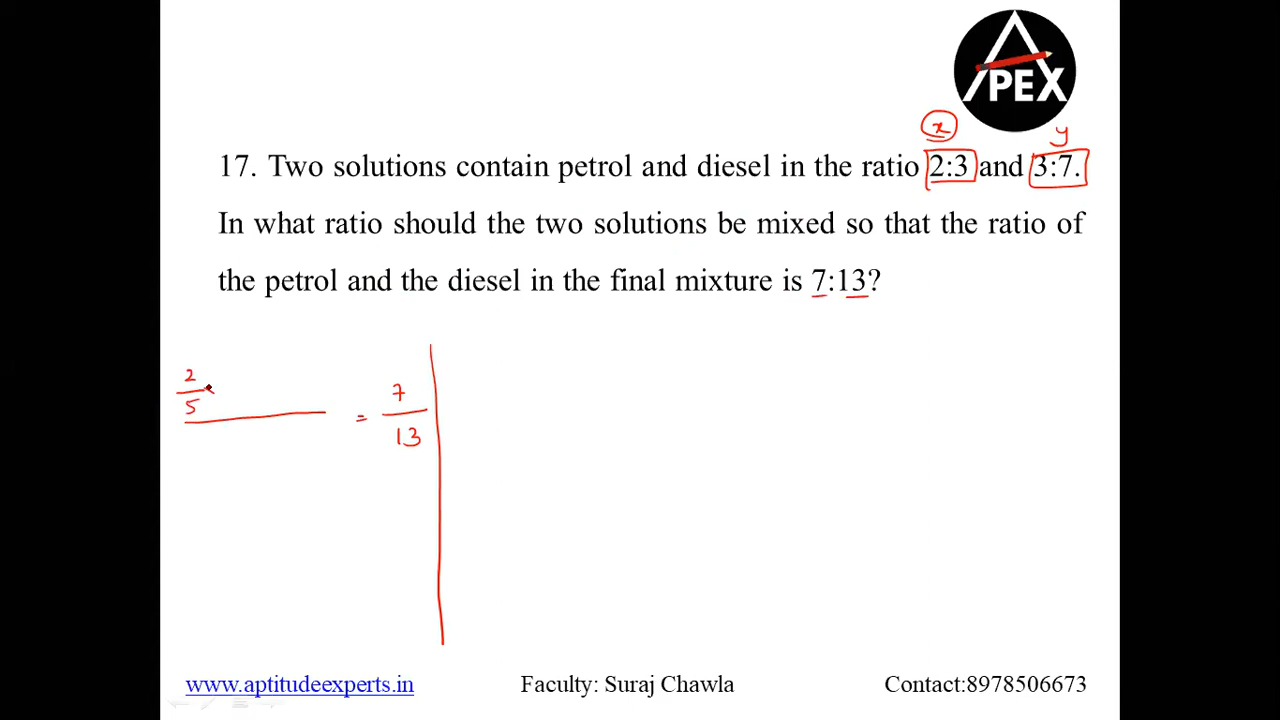 APEX
x y
17. Two solutions contain petrol and diesel in the ratio 2:3 and 3:7.
In what ratio should the two solutions be mixed so that the ratio of
the petrol and the diesel in the final mixture is 7:13?
2 7
5 = 13
www.aptitudeexperts.in Faculty: Suraj Chawla Contact:8978506673